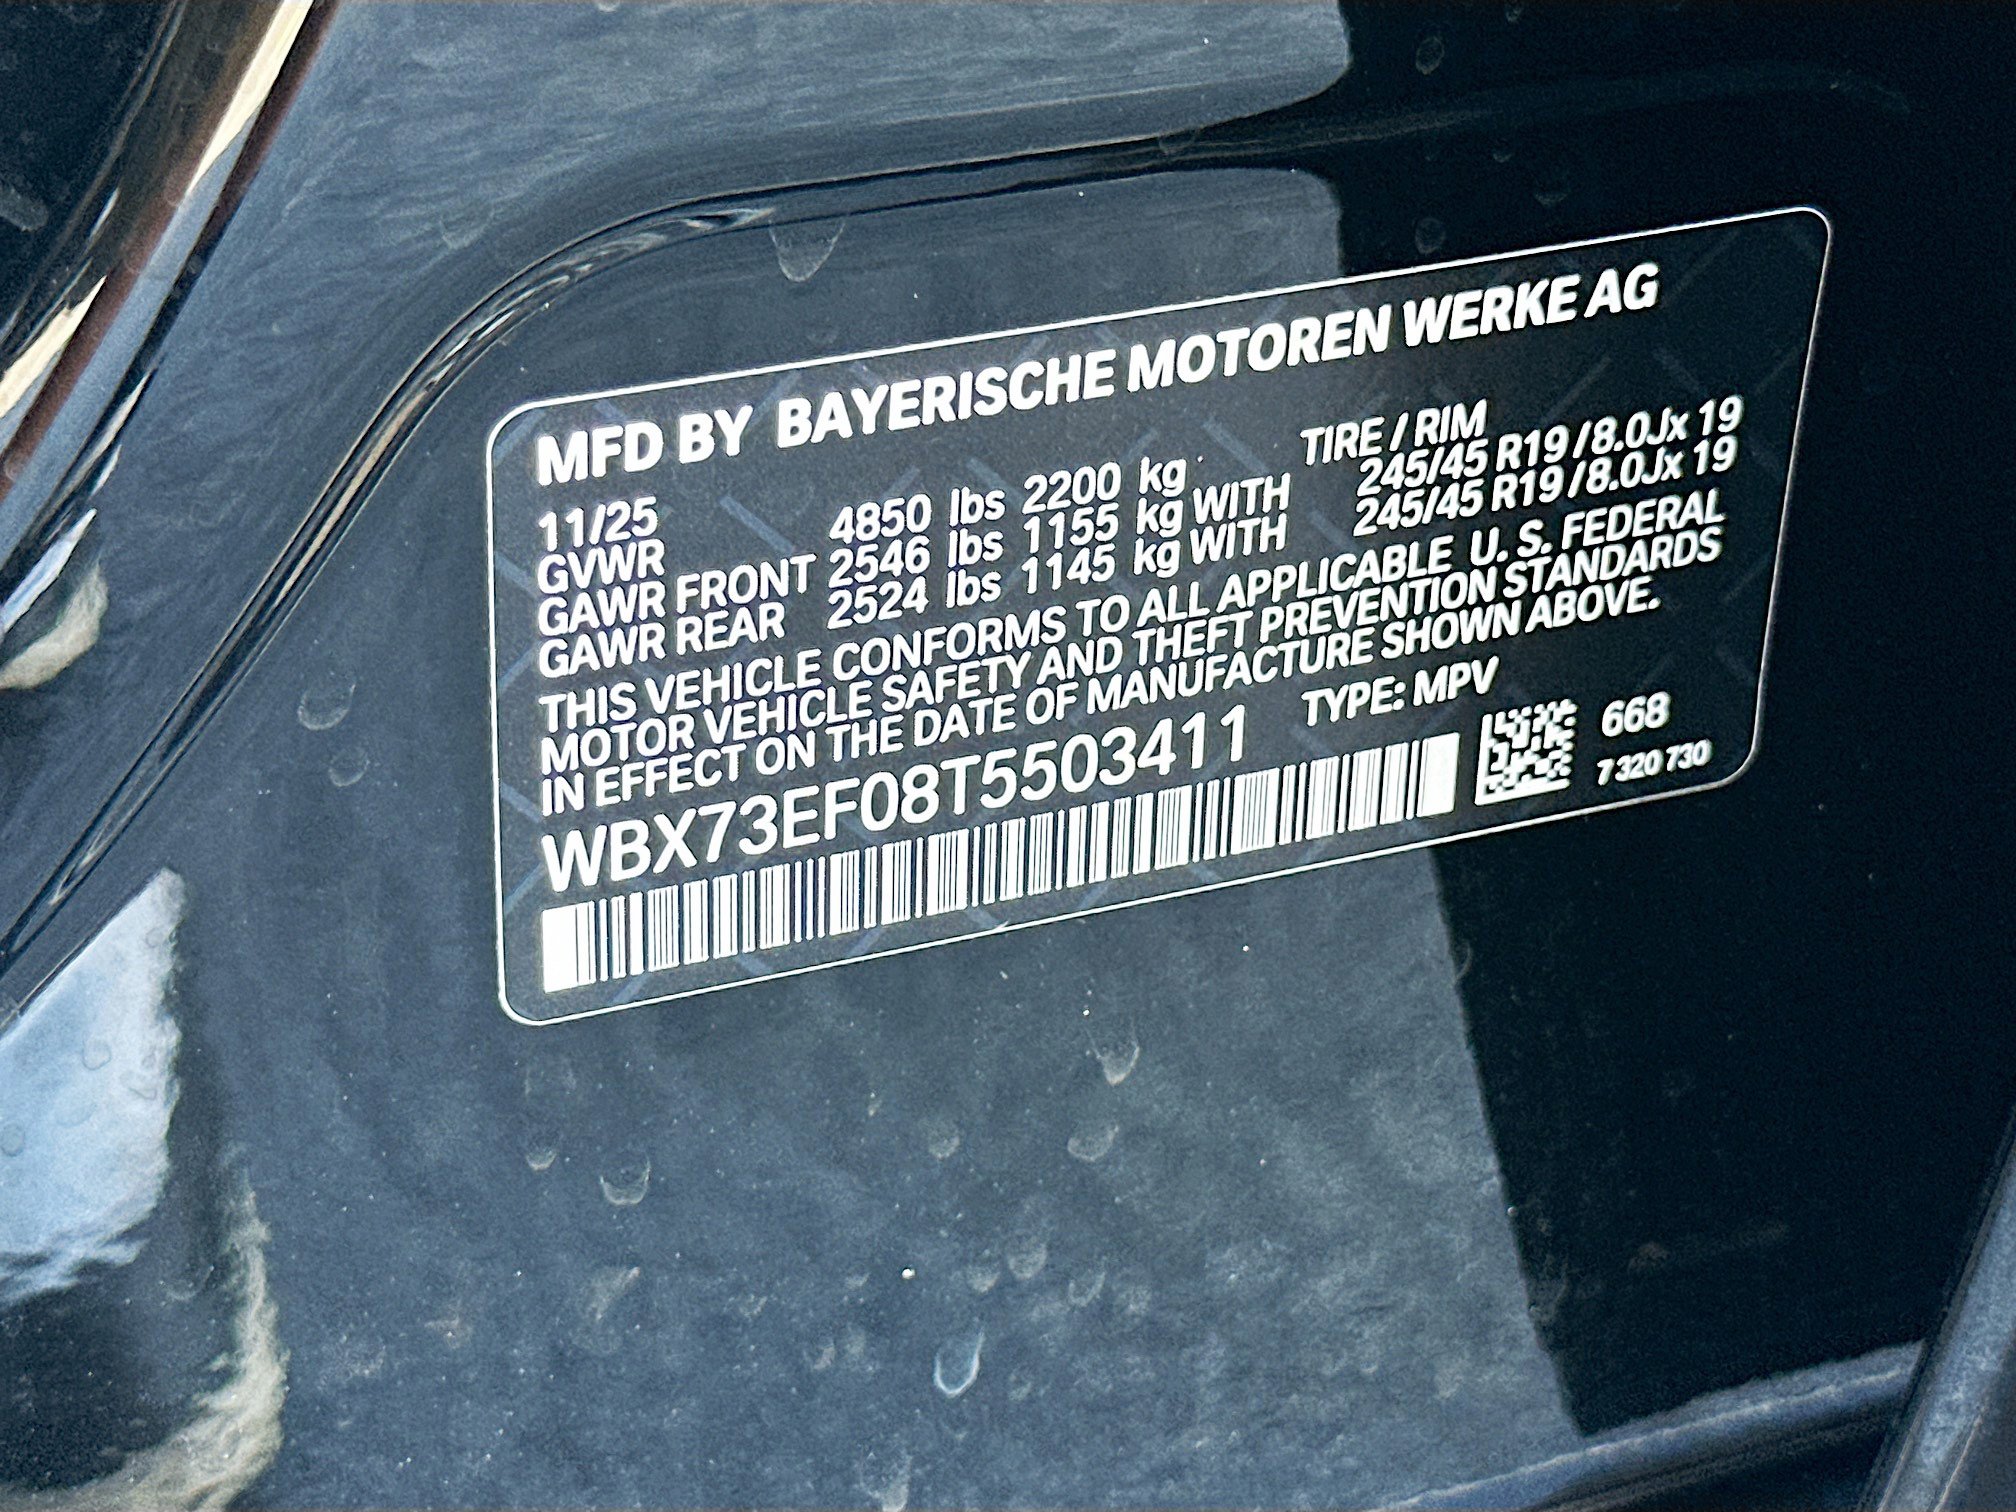 MFD BY BAYERISCHE MOTOREN WERKE AG
11/25 TIRE / RIM
GVWR 4850 lbs 2200 kg
GAWR FRONT 2546 lbs 1155 kg WITH 245/45 R19 / 8.0Jx 19
GAWR REAR 2524 lbs 1145 kg WITH 245/45 R19 / 8.0Jx 19
THIS VEHICLE CONFORMS TO ALL APPLICABLE U. S. FEDERAL
MOTOR VEHICLE SAFETY AND THEFT PREVENTION STANDARDS
IN EFFECT ON THE DATE OF MANUFACTURE SHOWN ABOVE.
WBX73EF08T5503411 TYPE: MPV
668
7 320 730